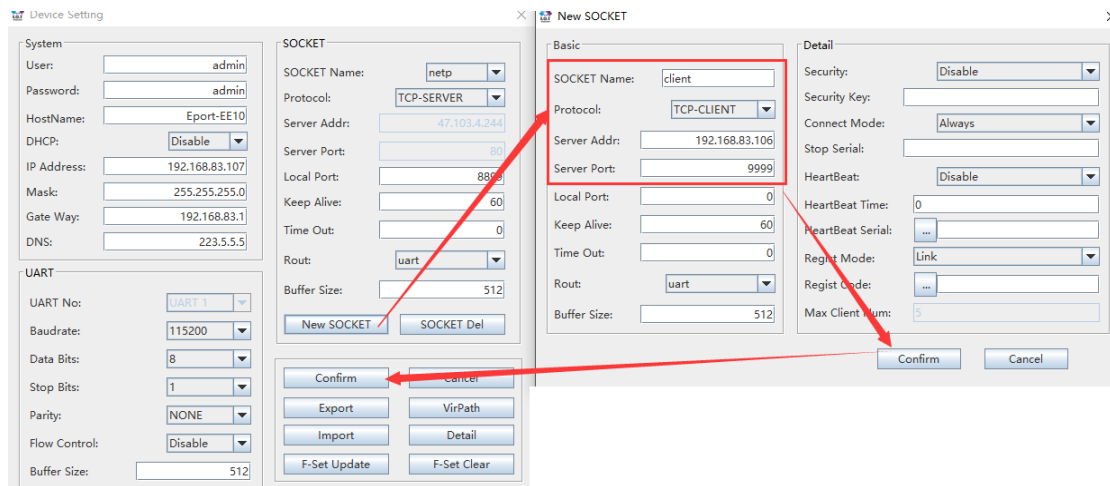 Device Setting
System
User: admin
Password: admin
HostName: Eport-EE10
DHCP: Disable
IP Address: 192.168.83.107
Mask: 255.255.255.0
Gate Way: 192.168.83.1
DNS: 223.5.5.5
UART
UART No: UART 1
Baudrate: 115200
Data Bits: 8
Stop Bits: 1
Parity: NONE
Flow Control: Disable
Buffer Size: 512
SOCKET
SOCKET Name: netp
Protocol: TCP-SERVER
Server Addr: 47.103.4.244
Server Port: 80
Local Port: 8899
Keep Alive: 60
Time Out: 0
Rout: uart
Buffer Size: 512
New SOCKET SOCKET Del
Confirm Cancel
Export VirPath
Import Detail
F-Set Update F-Set Clear
New SOCKET
Basic
SOCKET Name: client
Protocol: TCP-CLIENT
Server Addr: 192.168.83.106
Server Port: 9999
Local Port: 0
Keep Alive: 60
Time Out: 0
Rout: uart
Buffer Size: 512
Detail
Security: Disable
Security Key:
Connect Mode: Always
Stop Serial:
HeartBeat: Disable
HeartBeat Time: 0
HeartBeat Serial: ...
Regist Mode: Link
Regist Code: ...
Max Client Num: 5
Confirm Cancel